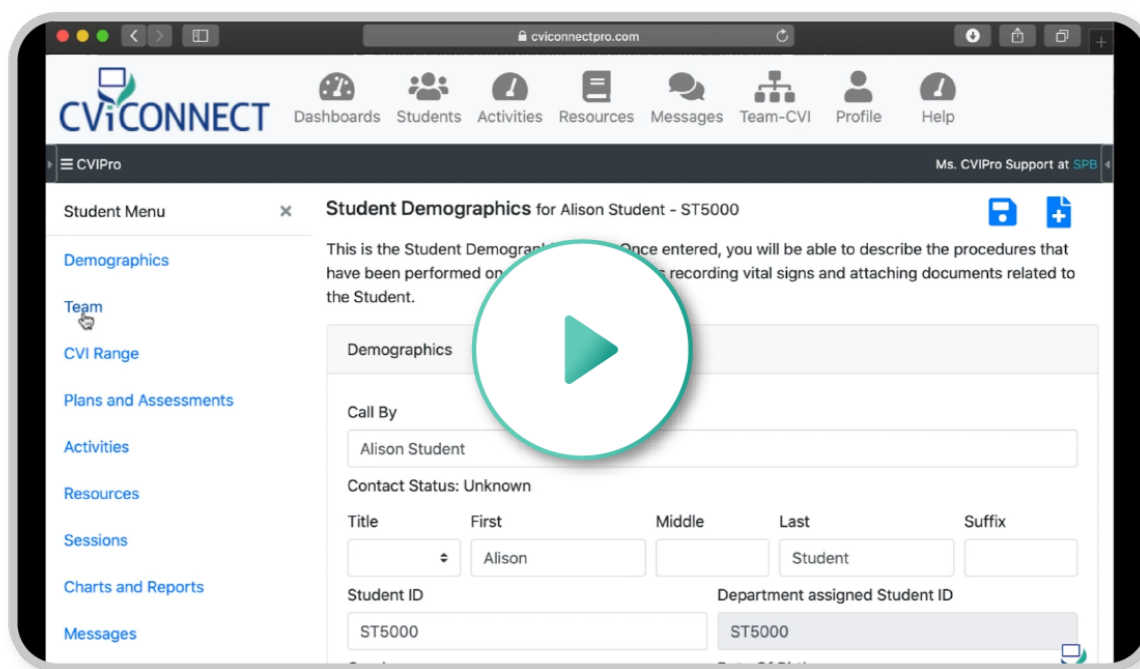 cviconnectpro.com
CViCONNECT
Dashboards Students Activities Resources Messages Team-CVI Profile Help
CVIPro
Ms. CVIPro Support at SPB
Student Menu
Demographics
Team
CVI Range
Plans and Assessments
Activities
Resources
Sessions
Charts and Reports
Messages
Student Demographics for Alison Student - ST5000
This is the Student Demograp Once entered, you will be able to describe the procedures that
have been performed on recording vital signs and attaching documents related to
the Student.
Demographics
Call By
Alison Student
Contact Status: Unknown
Title First Middle Last Suffix
Alison Student
Student ID Department assigned Student ID
ST5000 ST5000